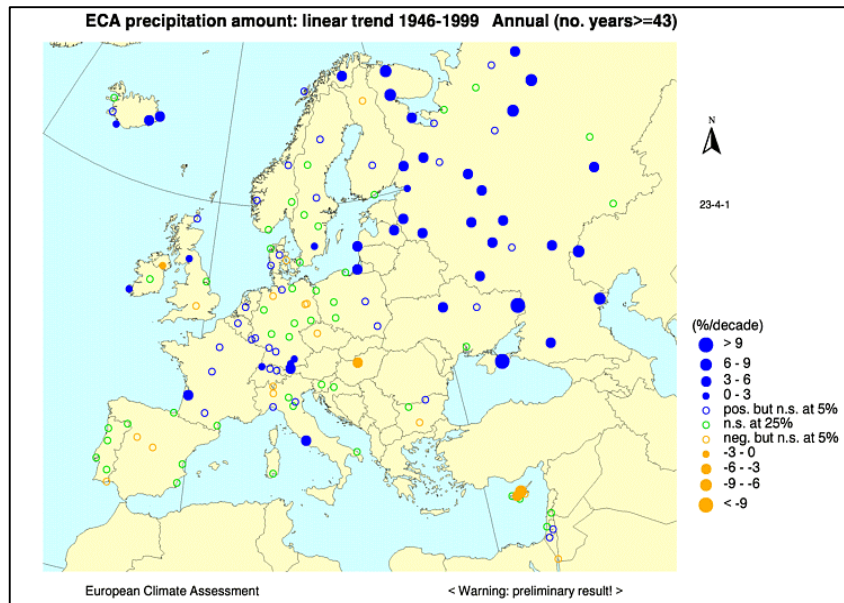 ECA precipitation amount: linear trend 1946-1999 Annual (no. years>=43)
N
23-4-1
(%/decade)
> 9
6 - 9
3 - 6
0 - 3
pos. but n.s. at 5%
n.s. at 25%
neg. but n.s. at 5%
-3 - 0
-6 - -3
-9 - -6
< -9
European Climate Assessment < Warning: preliminary result! >